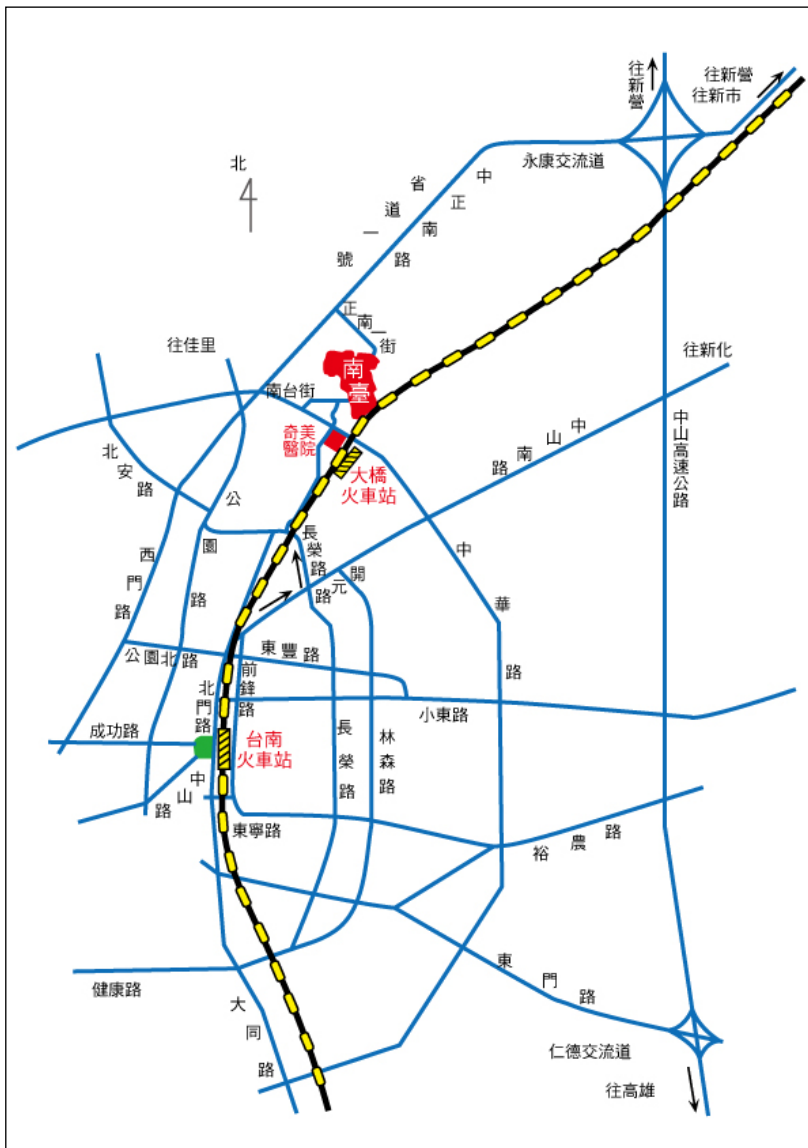 往新營
往新營
往新市
永康交流道
北
省道一號
中正南路
正南一街
往佳里
南台街
南臺
往新化
奇美
醫院
大橋
火車站
中山南路
中山高速公路
北安路
公園路
西門路
長榮路
開元路
中華路
公園北路
東豐路
前鋒路
北門路
小東路
成功路
台南
火車站
長榮路
林森路
中山路
東寧路
裕農路
健康路
大同路
東門路
仁德交流道
往高雄